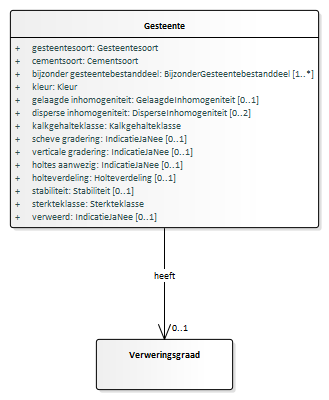 Gesteente
+ gesteentesoort: Gesteentesoort
+ cementsoort: Cementsoort
+ bijzonder gesteentebestanddeel: BijzonderGesteentebestanddeel [1..*]
+ kleur: Kleur
+ gelaagde inhomogeniteit: GelaagdeInhomogeniteit [0..1]
+ disperse inhomogeniteit: DisperseInhomogeniteit [0..2]
+ kalkgehalteklasse: Kalkgehalteklasse
+ scheve gradering: IndicatieJaNee [0..1]
+ verticale gradering: IndicatieJaNee [0..1]
+ holtes aanwezig: IndicatieJaNee [0..1]
+ holteverdeling: Holteverdeling [0..1]
+ stabiliteit: Stabiliteit [0..1]
+ sterkteklasse: Sterkteklasse
+ verweerd: IndicatieJaNee [0..1]
heeft
0..1
Verweringsgraad